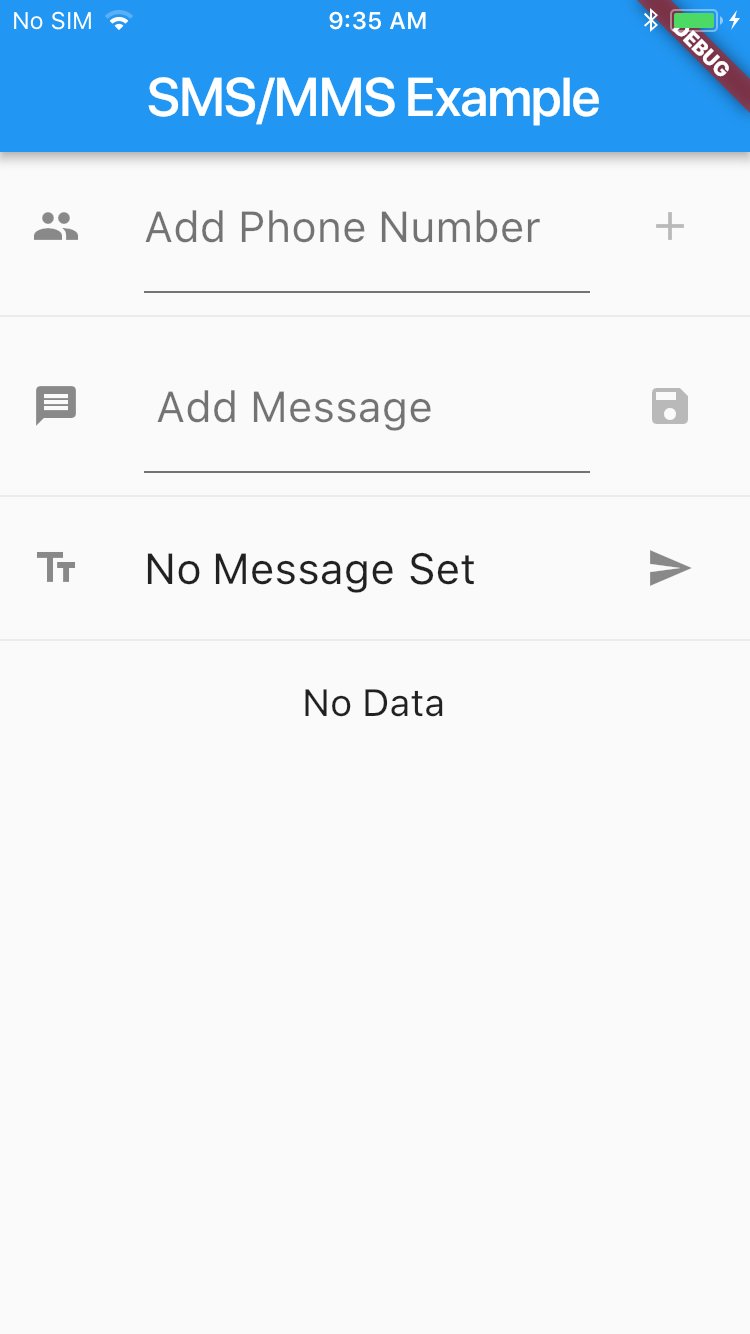 No SIM 9:35 AM
DEBUG
SMS/MMS Example
Add Phone Number
Add Message
No Message Set
No Data